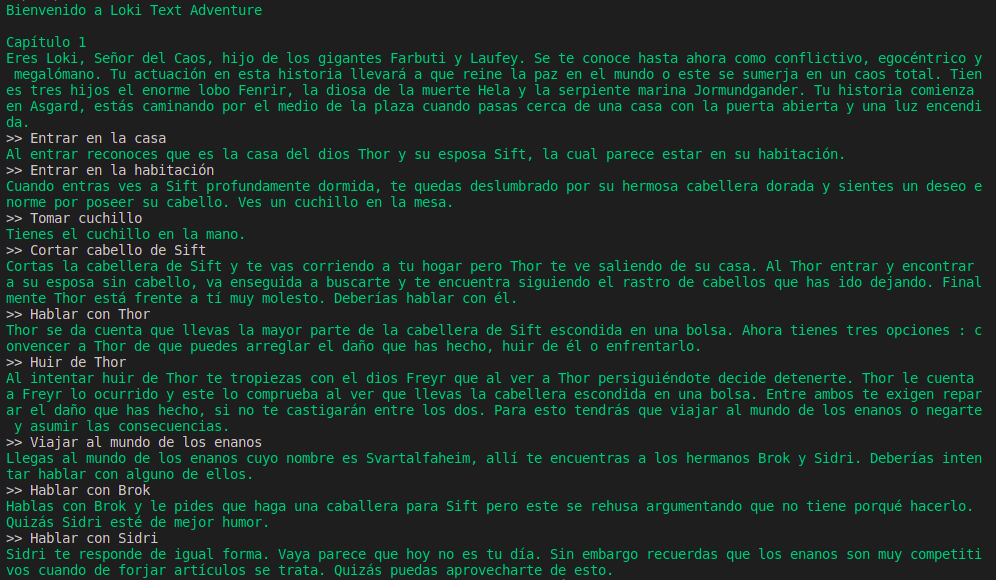 Bienvenido a Loki Text Adventure
Capítulo 1
Eres Loki, Señor del Caos, hijo de los gigantes Farbuti y Laufey. Se te conoce hasta ahora como conflictivo, egocéntrico y
 megalómano. Tu actuación en esta historia llevará a que reine la paz en el mundo o este se sumerja en un caos total. Tien
es tres hijos el enorme lobo Fenrir, la diosa de la muerte Hela y la serpiente marina Jormundgander. Tu historia comienza
en Asgard, estás caminando por el medio de la plaza cuando pasas cerca de una casa con la puerta abierta y una luz encendi
da.
>> Entrar en la casa
Al entrar reconoces que es la casa del dios Thor y su esposa Sift, la cual parece estar en su habitación.
>> Entrar en la habitación
Cuando entras ves a Sift profundamente dormida, te quedas deslumbrado por su hermosa cabellera dorada y sientes un deseo e
norme por poseer su cabello. Ves un cuchillo en la mesa.
>> Tomar cuchillo
Tienes el cuchillo en la mano.
>> Cortar cabello de Sift
Cortas la cabellera de Sift y te vas corriendo a tu hogar pero Thor te ve saliendo de su casa. Al Thor entrar y encontrar
a su esposa sin cabello, va enseguida a buscarte y te encuentra siguiendo el rastro de cabellos que has ido dejando. Final
mente Thor está frente a tí muy molesto. Deberías hablar con él.
>> Hablar con Thor
Thor se da cuenta que llevas la mayor parte de la cabellera de Sift escondida en una bolsa. Ahora tienes tres opciones : c
onvencer a Thor de que puedes arreglar el daño que has hecho, huir de él o enfrentarlo.
>> Huir de Thor
Al intentar huir de Thor te tropiezas con el dios Freyr que al ver a Thor persiguiéndote decide detenerte. Thor le cuenta
a Freyr lo ocurrido y este lo comprueba al ver que llevas la cabellera escondida en una bolsa. Entre ambos te exigen repar
ar el daño que has hecho, si no te castigarán entre los dos. Para esto tendrás que viajar al mundo de los enanos o negarte
 y asumir las consecuencias.
>> Viajar al mundo de los enanos
Llegas al mundo de los enanos cuyo nombre es Svartalfaheim, allí te encuentras a los hermanos Brok y Sidri. Deberías inten
tar hablar con alguno de ellos.
>> Hablar con Brok
Hablas con Brok y le pides que haga una caballera para Sift pero este se rehusa argumentando que no tiene porqué hacerlo.
Quizás Sidri esté de mejor humor.
>> Hablar con Sidri
Sidri te responde de igual forma. Vaya parece que hoy no es tu día. Sin embargo recuerdas que los enanos son muy competiti
vos cuando de forjar artículos se trata. Quizás puedas aprovecharte de esto.